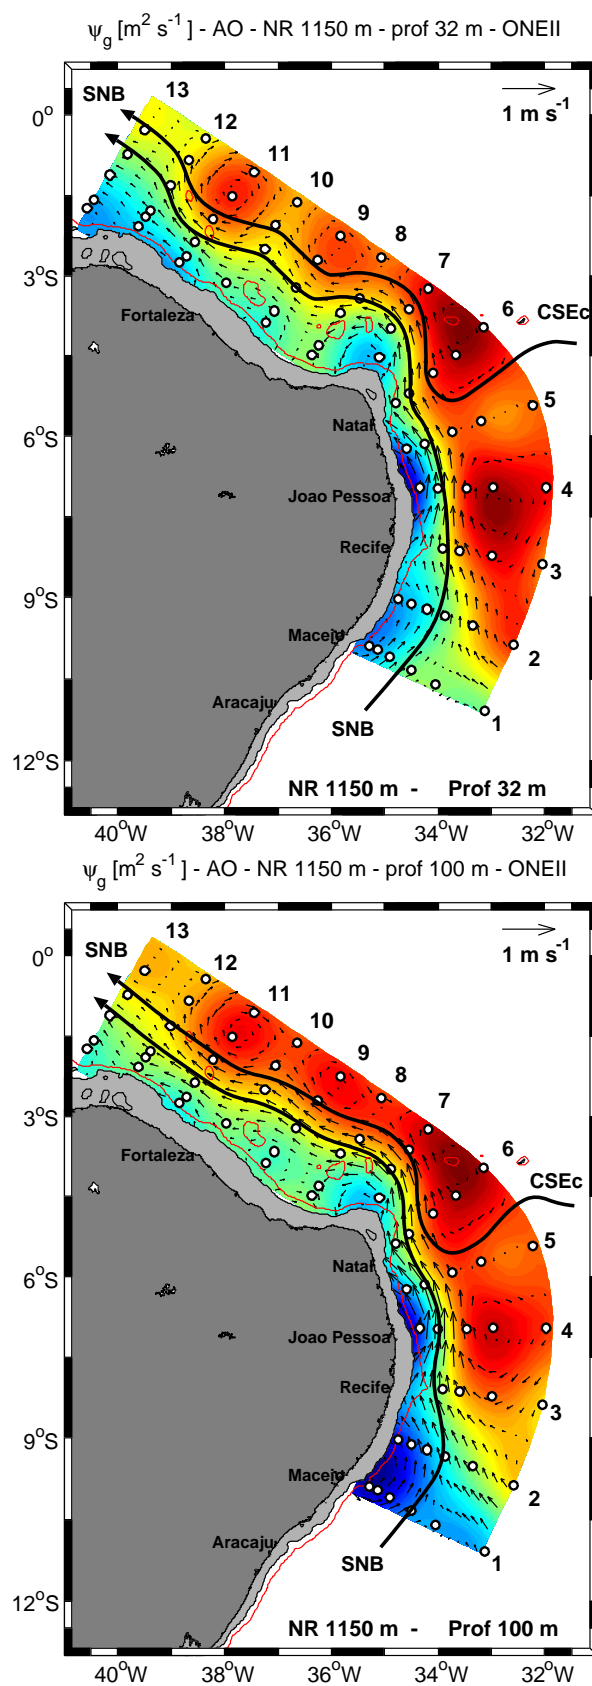 ψg [m² s⁻¹] - AO - NR 1150 m - prof 32 m - ONEII
13
SNB
1 m s⁻¹
0°
12
11
10
9
8
7
3°S
6
CSEc
Fortaleza
5
Natal
6°S
4
Joao Pessoa
Recife
3
9°S
Maceio
2
Aracaju
1
SNB
12°S
NR 1150 m - Prof 32 m
40°W 38°W 36°W 34°W 32°W
ψg [m² s⁻¹] - AO - NR 1150 m - prof 100 m - ONEII
13
SNB
1 m s⁻¹
0°
12
11
10
9
8
7
3°S
6
Fortaleza
CSEc
5
Natal
6°S
4
Joao Pessoa
Recife
3
9°S
Maceio
2
Aracaju
1
SNB
12°S
NR 1150 m - Prof 100 m
40°W 38°W 36°W 34°W 32°W